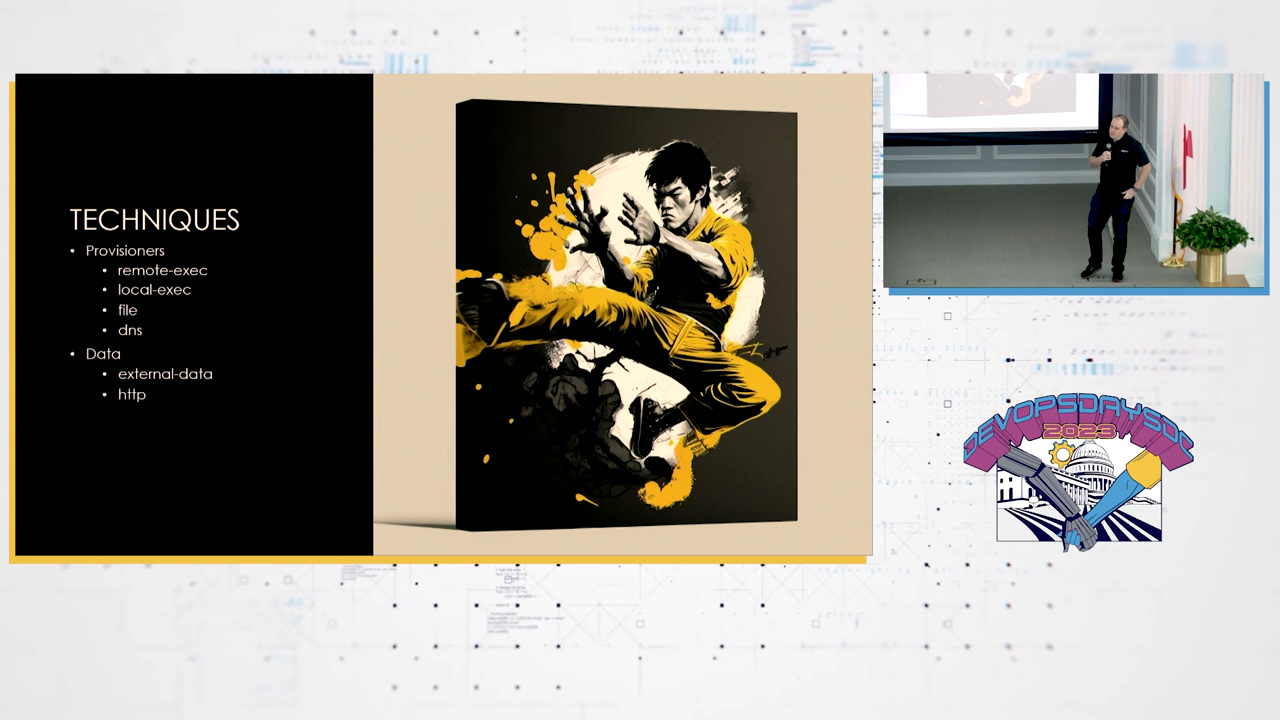 TECHNIQUES
• Provisioners
• remote-exec
• local-exec
• file
• dns
• Data
• external-data
• http
DEVOPSDAYSDC
2023